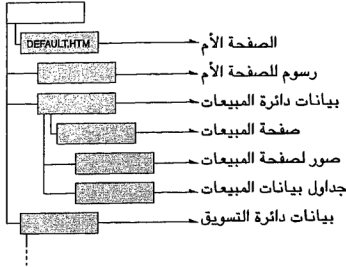 DEFAULT.HTM
الصفحة الأم
رسوم للصفحة الأم
بيانات دائرة المبيعات
صفحة المبيعات
صور لصفحة المبيعات
جداول بيانات المبيعات
بيانات دائرة التسويق